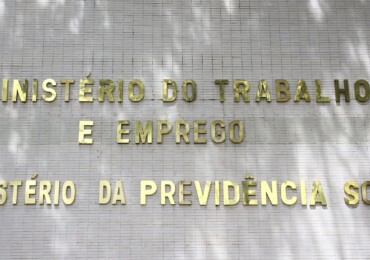 INISTÉRIO DO TRABALHO
E EMPREGO
STÉRIO DA PREVIDÊNCIA SO